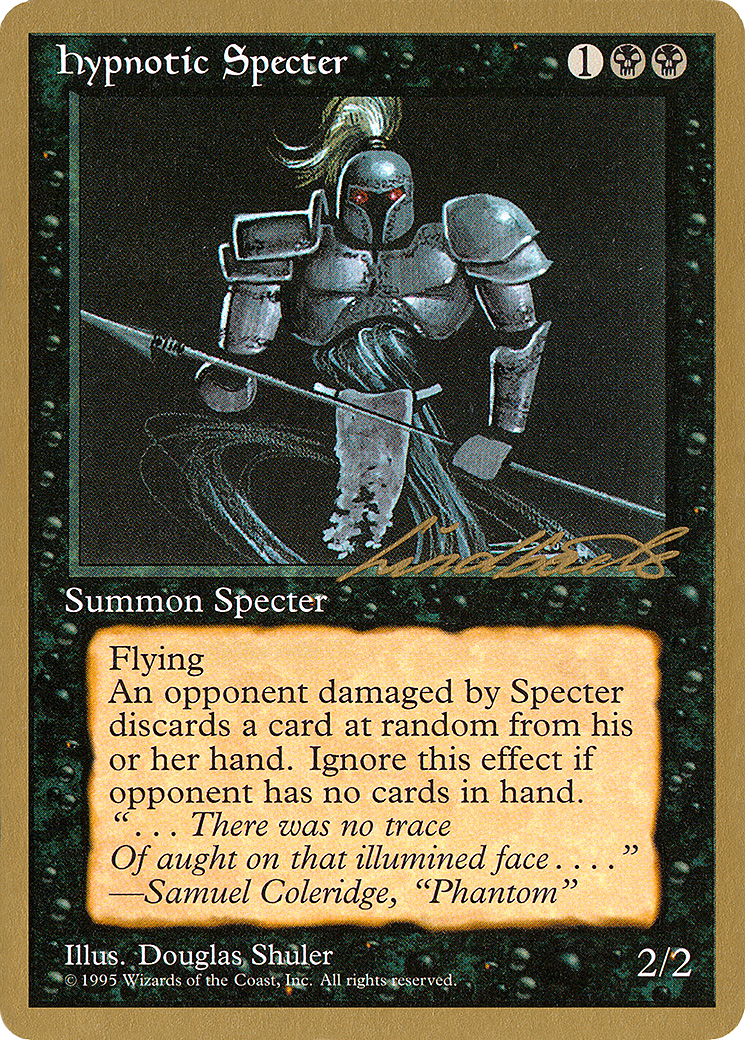 Hypnotic Specter 1
Summon Specter
Flying
An opponent damaged by Specter
discards a card at random from his
or her hand. Ignore this effect if
opponent has no cards in hand.
“ . . . There was no trace
Of aught on that illumined face . . . .”
—Samuel Coleridge, “Phantom”
Illus. Douglas Shuler
2/2
© 1995 Wizards of the Coast, Inc. All rights reserved.